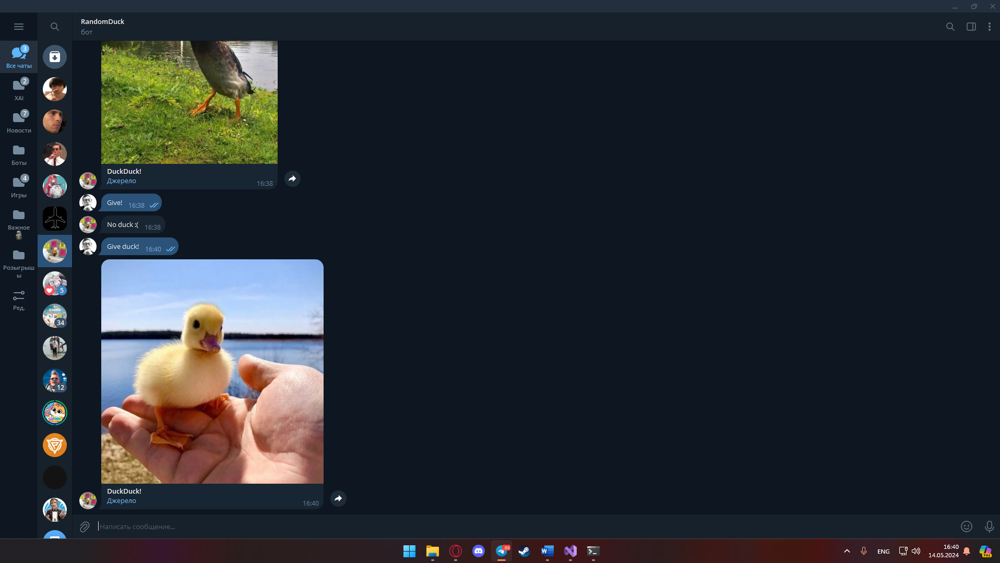 RandomDuck
бот
3
Все чаты
2
XAI
7
Новости
Боты
4
Игры
Важное
Розыгрыш
ы
Ред.
5
34
12
DuckDuck!
Джерело
16:38
Give!
16:38
No duck :(
16:38
Give duck!
16:40
DuckDuck!
Джерело
16:40
Написать сообщение...
..99
ENG
16:40
14.05.2024
PRE